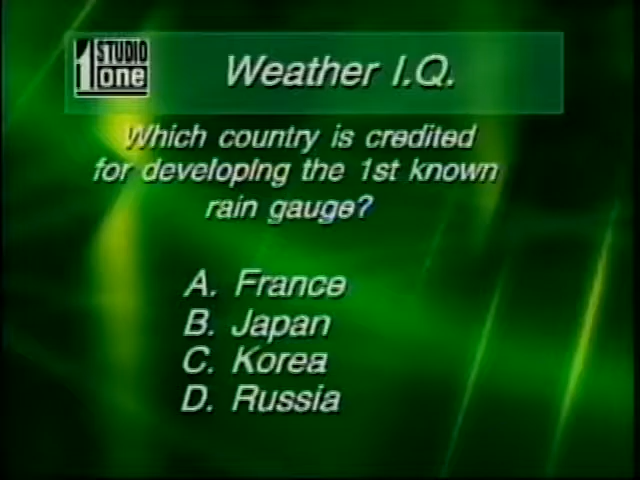 1 STUDIO
one
Weather I.Q.
Which country is credited
for developing the 1st known
rain gauge?
A. France
B. Japan
C. Korea
D. Russia